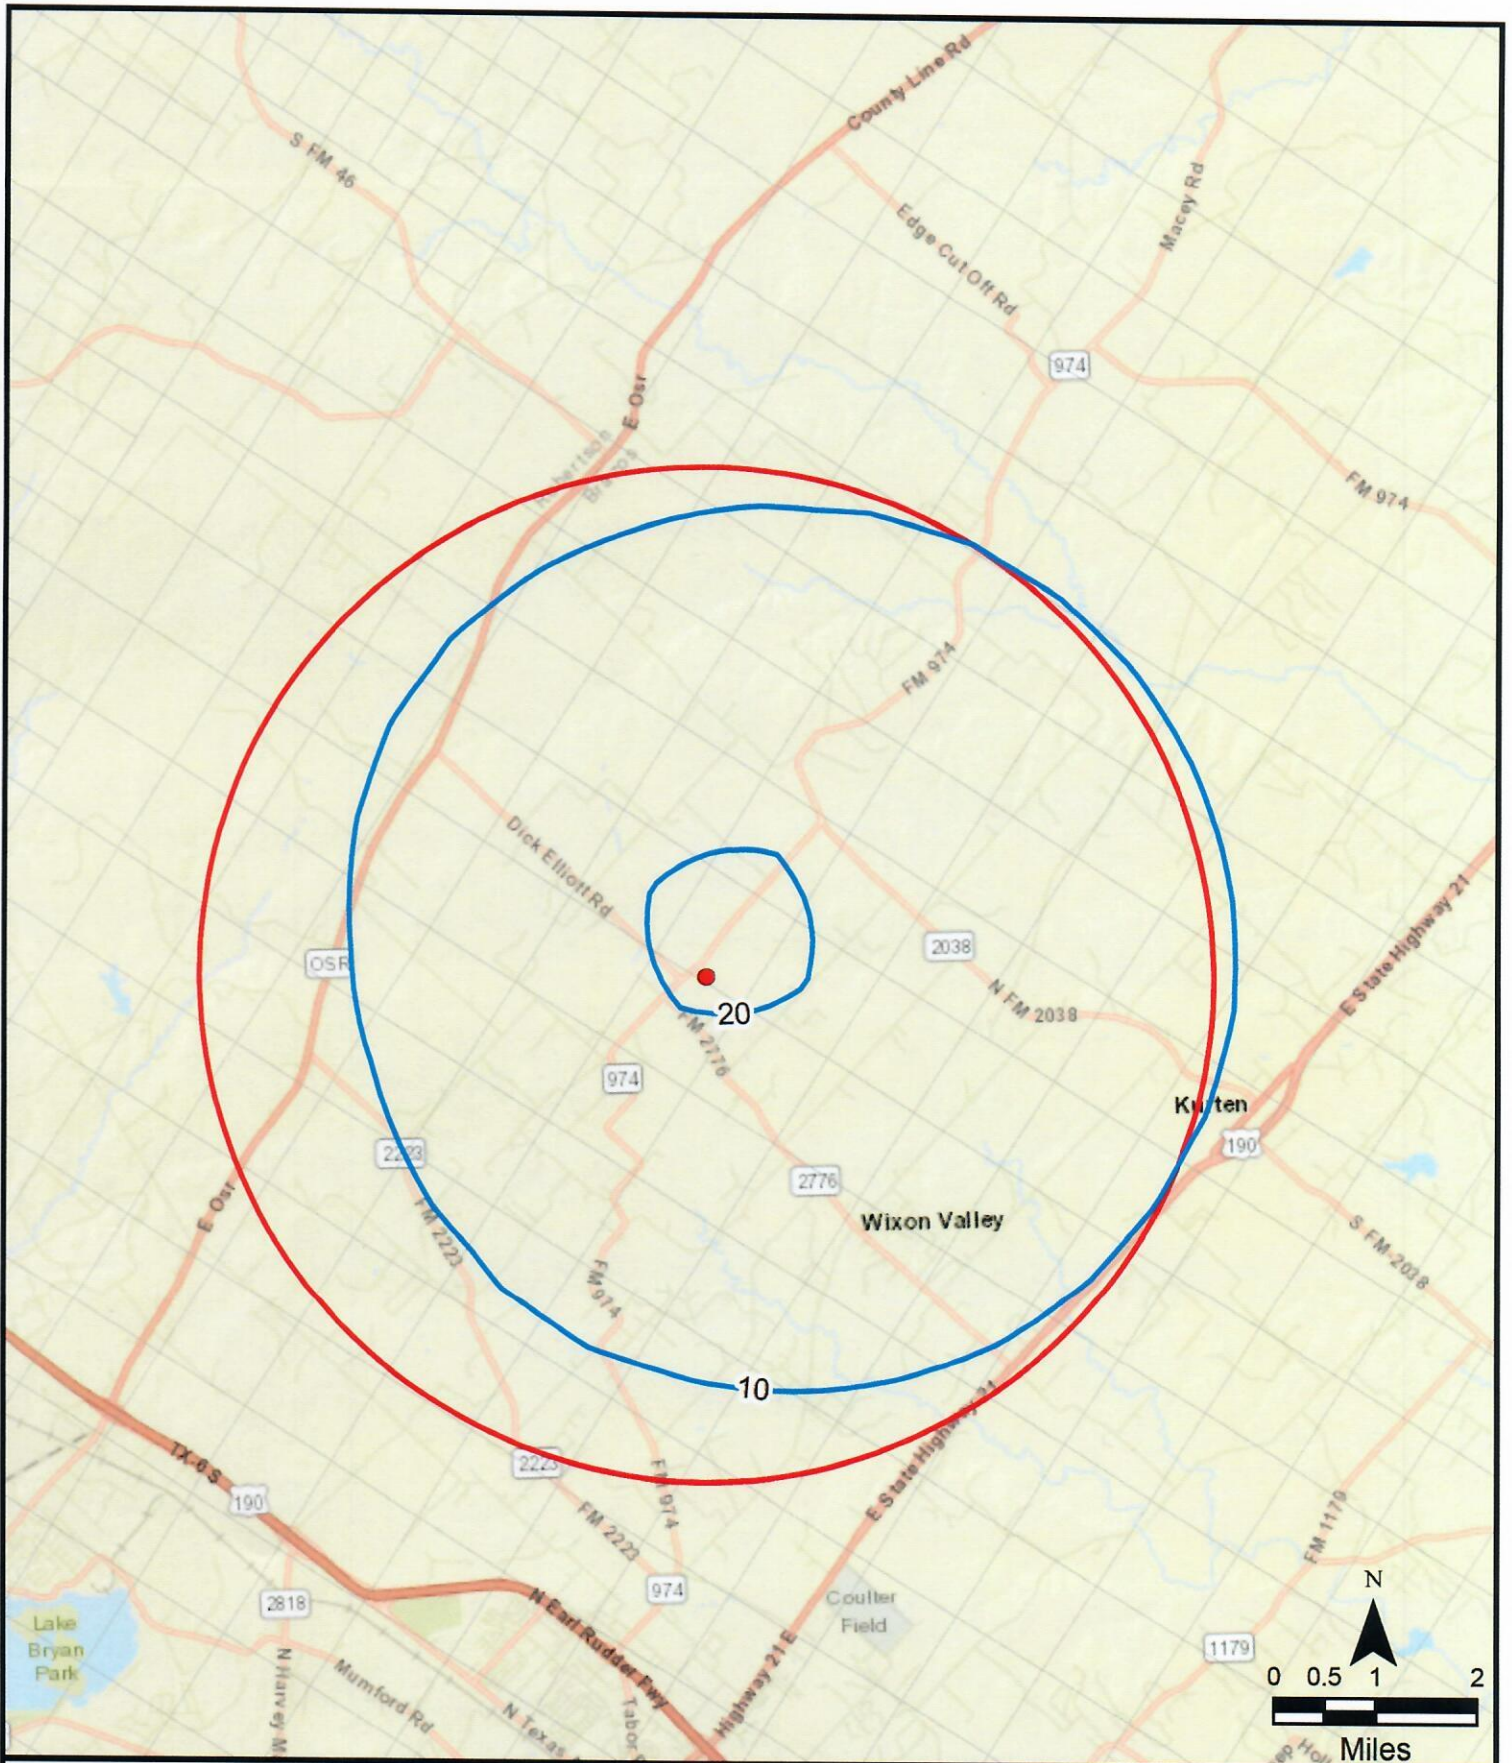 County Line Rd
S FM 46
Macey Rd
Edge Cut Off Rd
974
E Osr
Robertson
Brazos
FM 974
FM 974
Dick Elliott Rd
E State Highway 21
2038
OSR
N FM 2038
20
FM 2776
974
Kurten
190
2223
2776
E Osr
Wixon Valley
FM 2223
S FM-2038
FM 974
10
E State Highway 21
TX-6 S
2223
190
FM 974
FM 2223
FM 1179
974
N
2818
Coulter
Field
Lake
Bryan
Park
N Earl Rudder Fwy
1179
Highway 21 E
Mumford Rd
N Harvey M
N Texas
Tabor
0 0.5 1 2
Miles